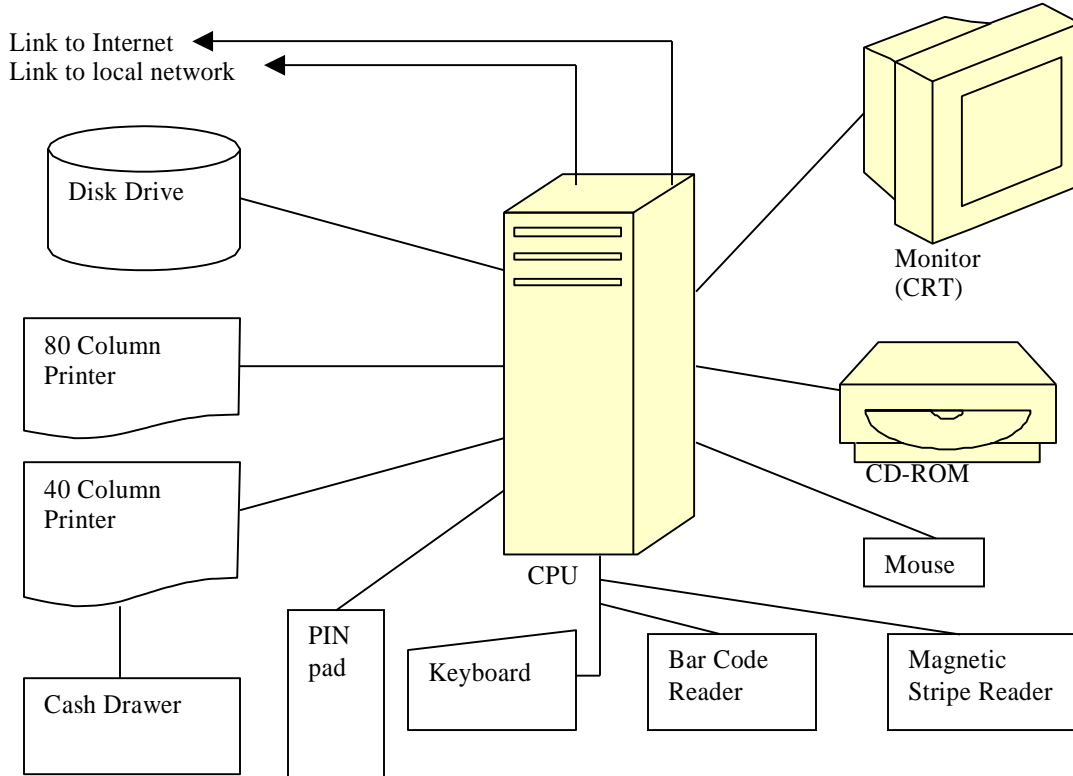 Link to Internet
Link to local network
Disk Drive
Monitor
(CRT)
80 Column
Printer
CD-ROM
40 Column
Printer
Mouse
CPU
PIN
pad
Keyboard
Bar Code
Reader
Magnetic
Stripe Reader
Cash Drawer